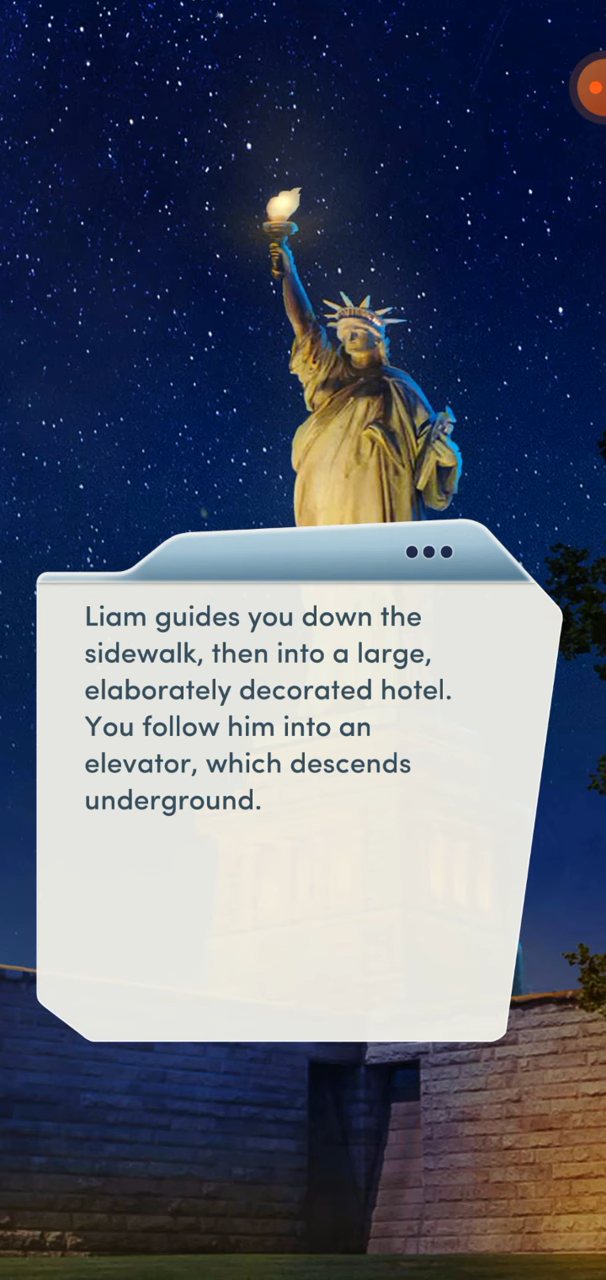 Liam guides you down the
sidewalk, then into a large,
elaborately decorated hotel.
You follow him into an
elevator, which descends
underground.